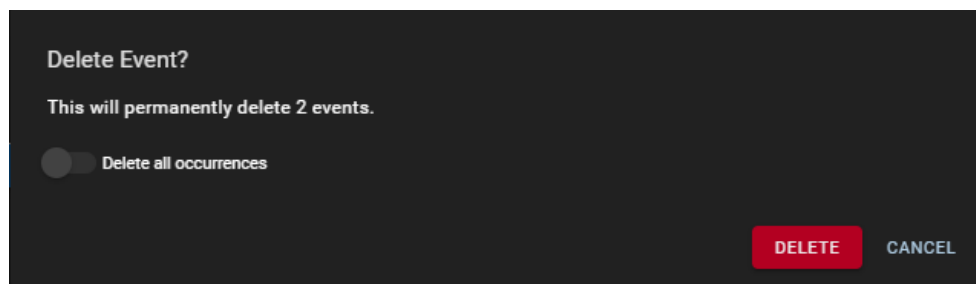 Delete Event?
This will permanently delete 2 events.
Delete all occurrences
DELETE CANCEL